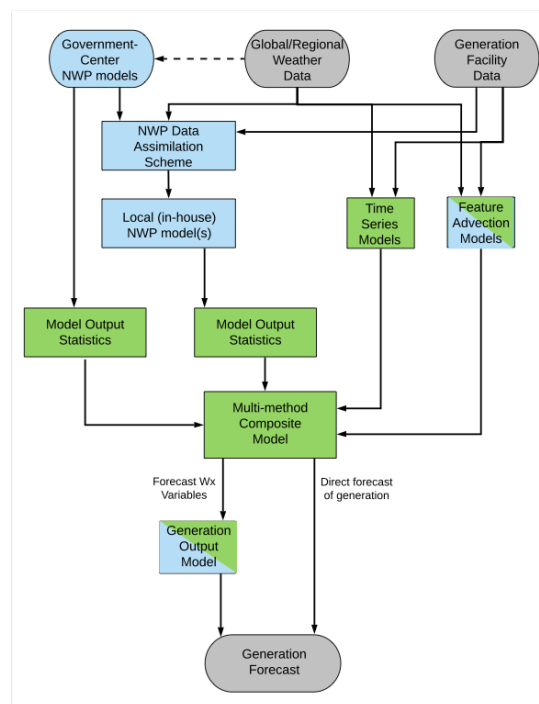 Government-
Center
NWP models
Global/Regional
Weather
Data
Generation
Facility
Data
NWP Data
Assimilation
Scheme
Local (in-house)
NWP model(s)
Time
Series
Models
Feature
Advection
Models
Model Output
Statistics
Model Output
Statistics
Multi-method
Composite
Model
Forecast Wx
Variables
Direct forecast
of generation
Generation
Output
Model
Generation
Forecast